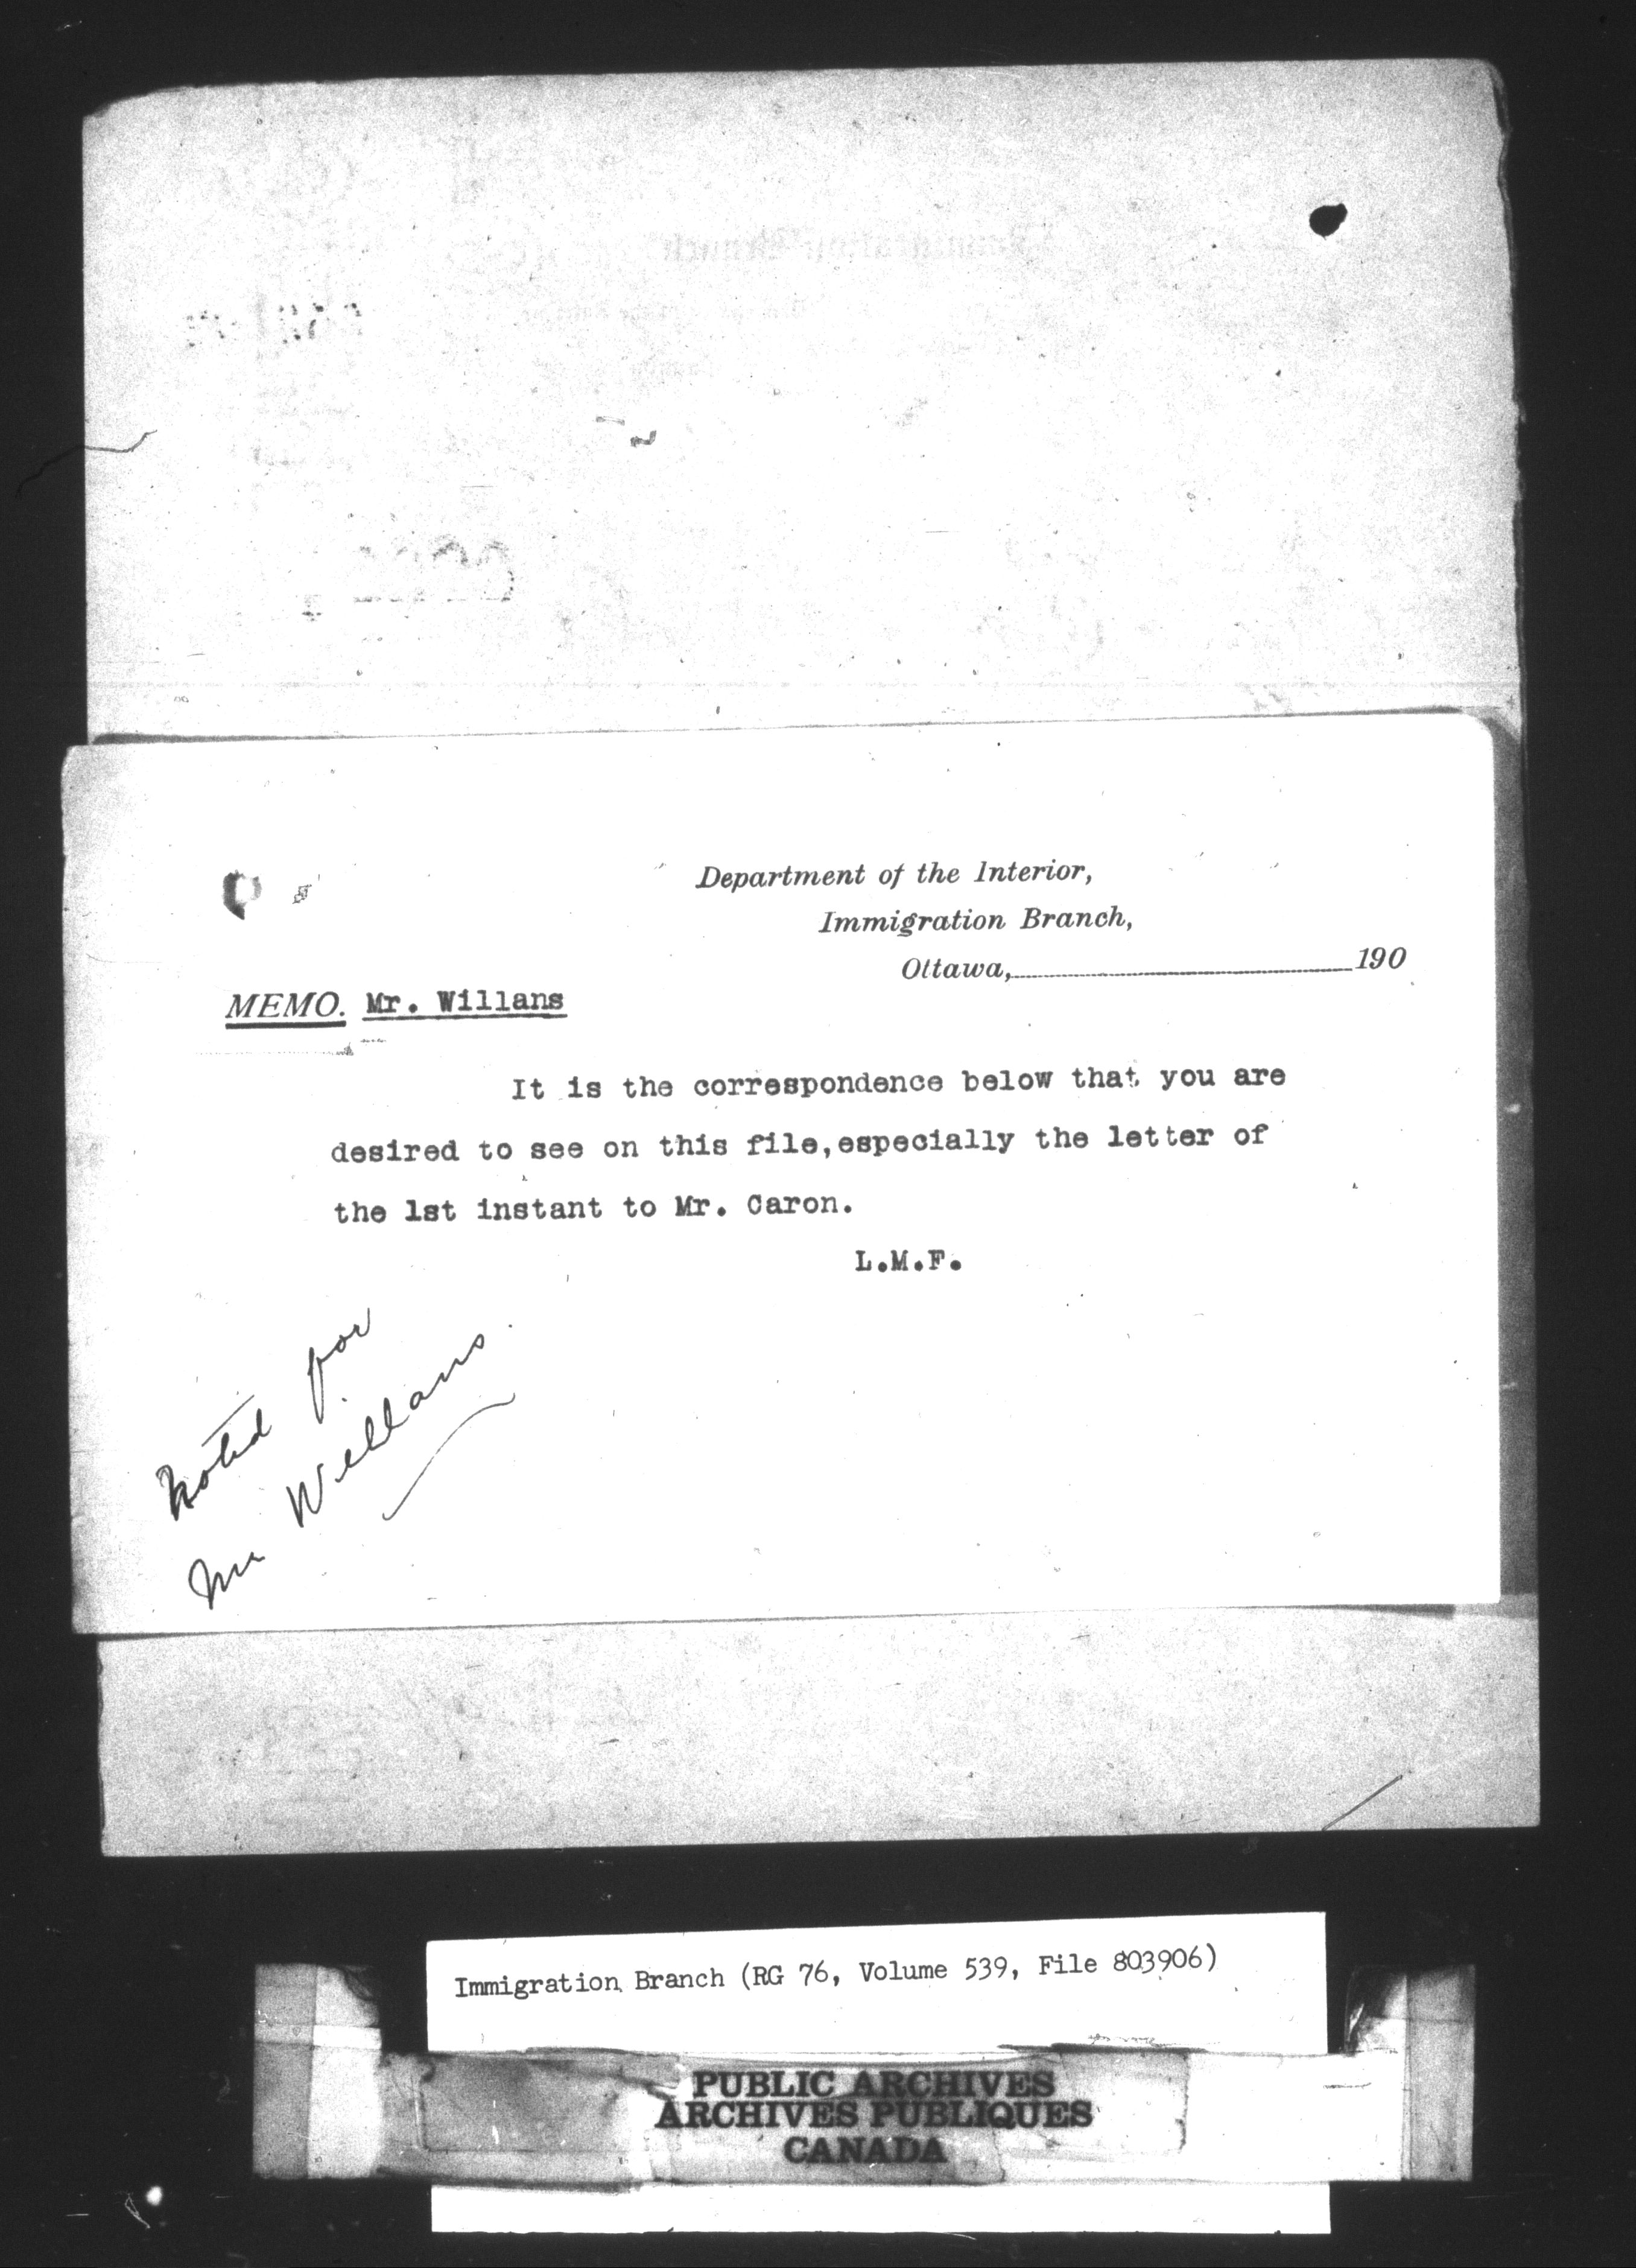 Department of the Interior,
Immigration Branch,
Ottawa, 190
MEMO. Mr. Willans
It is the correspondence below that you are
desired to see on this file,especially the letter of
the 1st instant to Mr. Caron.
L.M.F.
Noted for
Mr Willans
Immigration Branch (RG 76, Volume 539, File 803906)
PUBLIC ARCHIVES
ARCHIVES PUBLIQUES
CANADA